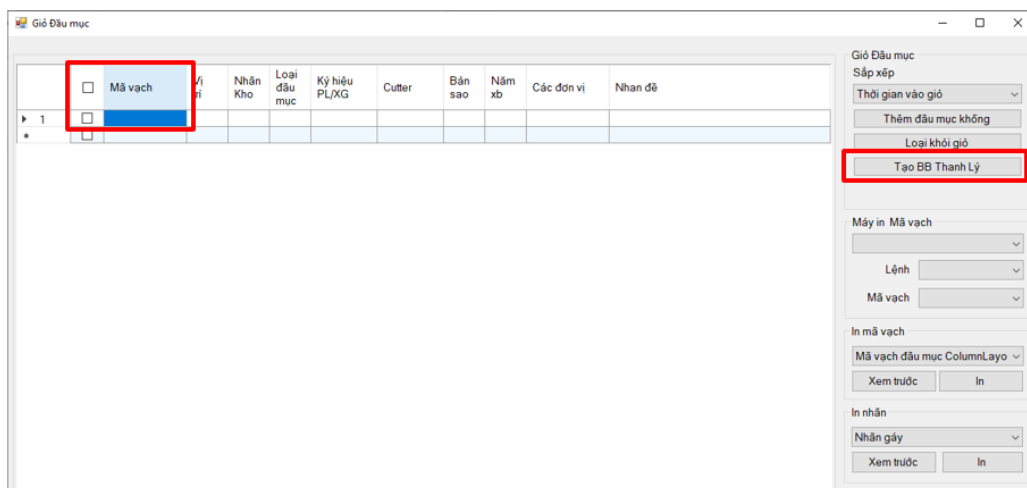 Giỏ Đầu mục
Mã vạch
Vị trí
Nhãn Kho
Loại đầu mục
Ký hiệu PL/XG
Cutter
Bản sao
Năm xb
Các đơn vị
Nhan đề
1
*
Giỏ Đầu mục
Sắp xếp
Thời gian vào giỏ
Thêm đầu mục khống
Loại khỏi giỏ
Tạo BB Thanh Lý
Máy in Mã vạch
Lệnh
Mã vạch
In mã vạch
Mã vạch đầu mục ColumnLayo
Xem trước In
In nhãn
Nhãn gáy
Xem trước In